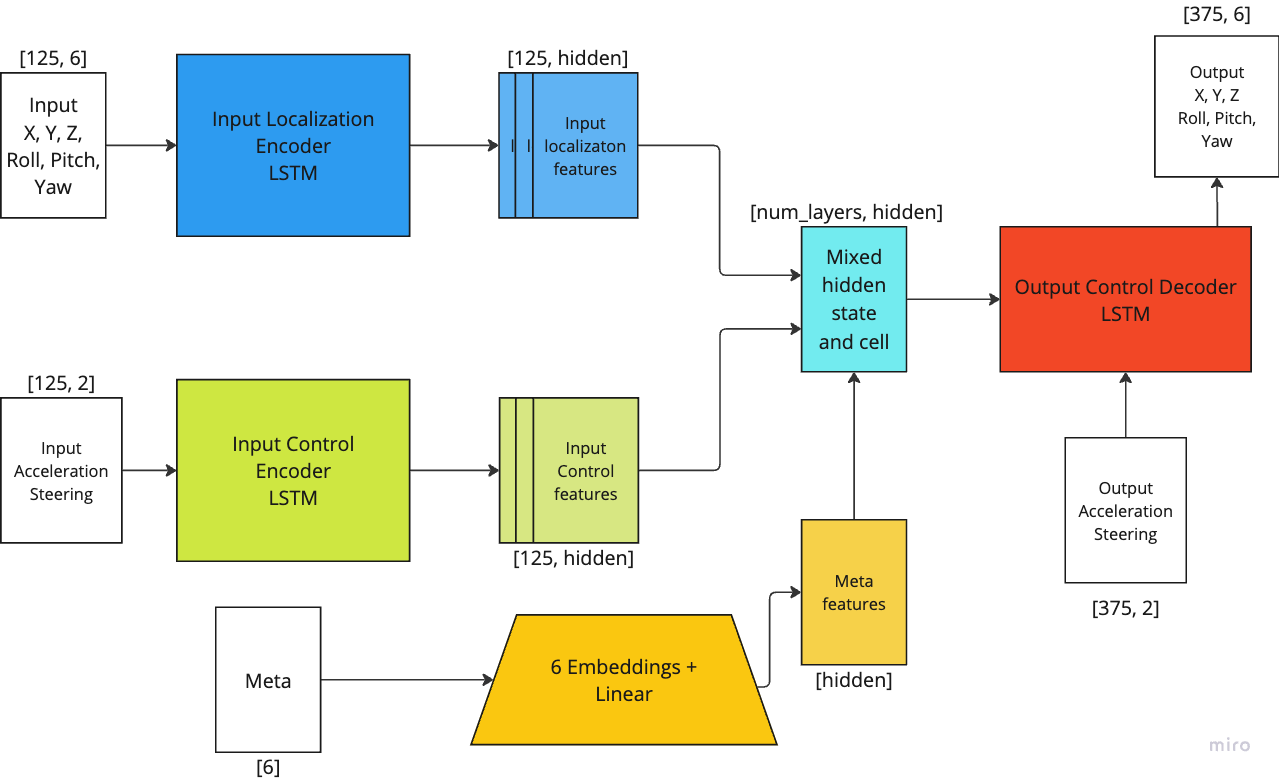 [375, 6]
[125, 6]
[125, hidden]
Input
X, Y, Z,
Roll, Pitch,
Yaw
Input Localization
Encoder
LSTM
I
I
Input
localizaton
features
Output
X, Y, Z
Roll, Pitch,
Yaw
[num_layers, hidden]
Mixed
hidden
state
and cell
Output Control Decoder
LSTM
[125, 2]
Input
Acceleration
Steering
Input Control
Encoder
LSTM
Input
Control
features
[125, hidden]
Output
Acceleration
Steering
[375, 2]
Meta
features
[hidden]
Meta
[6]
6 Embeddings +
Linear
miro